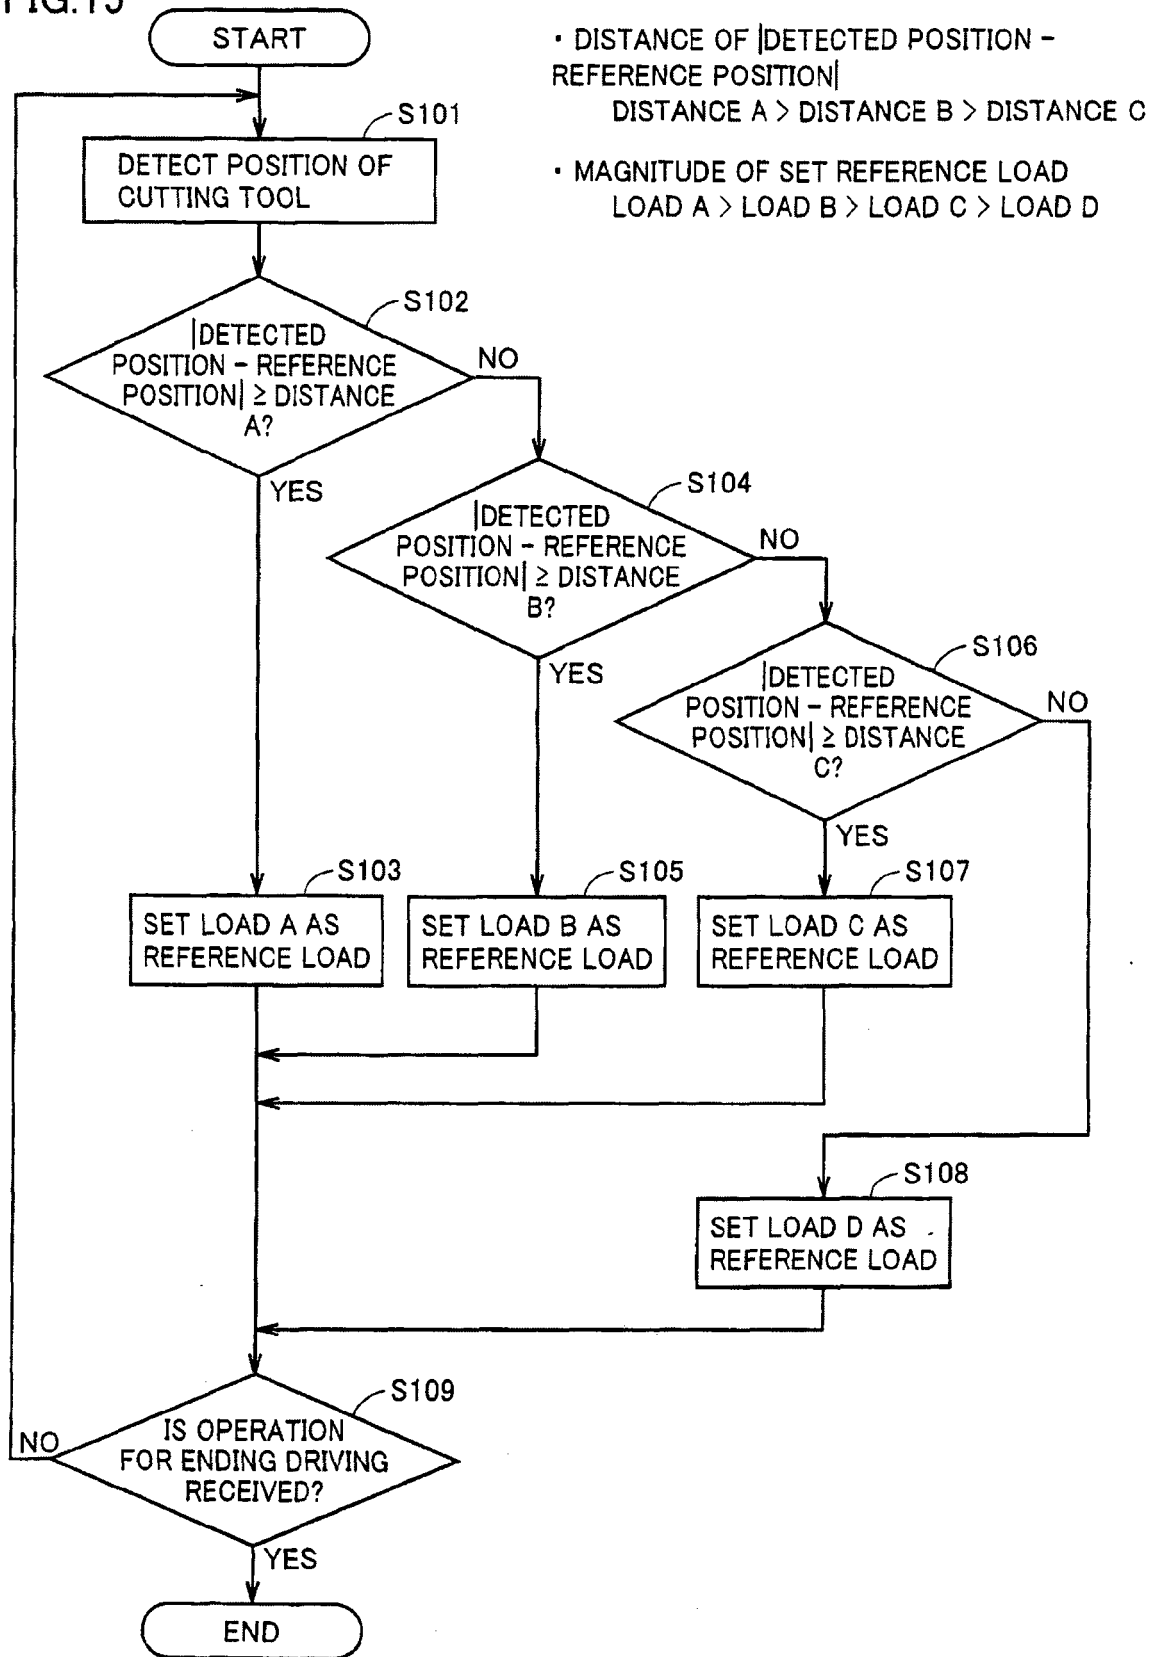 FIG.15
START
• DISTANCE OF |DETECTED POSITION –
REFERENCE POSITION|
DISTANCE A > DISTANCE B > DISTANCE C
• MAGNITUDE OF SET REFERENCE LOAD
LOAD A > LOAD B > LOAD C > LOAD D
S101
DETECT POSITION OF
CUTTING TOOL
S102
|DETECTED
POSITION – REFERENCE
POSITION| ≥ DISTANCE
A?
NO
YES
S104
|DETECTED
POSITION – REFERENCE
POSITION| ≥ DISTANCE
B?
NO
YES
S106
|DETECTED
POSITION – REFERENCE
POSITION| ≥ DISTANCE
C?
NO
YES
S103
SET LOAD A AS
REFERENCE LOAD
S105
SET LOAD B AS
REFERENCE LOAD
S107
SET LOAD C AS
REFERENCE LOAD
S108
SET LOAD D AS
REFERENCE LOAD
S109
IS OPERATION
FOR ENDING DRIVING
RECEIVED?
NO
YES
END